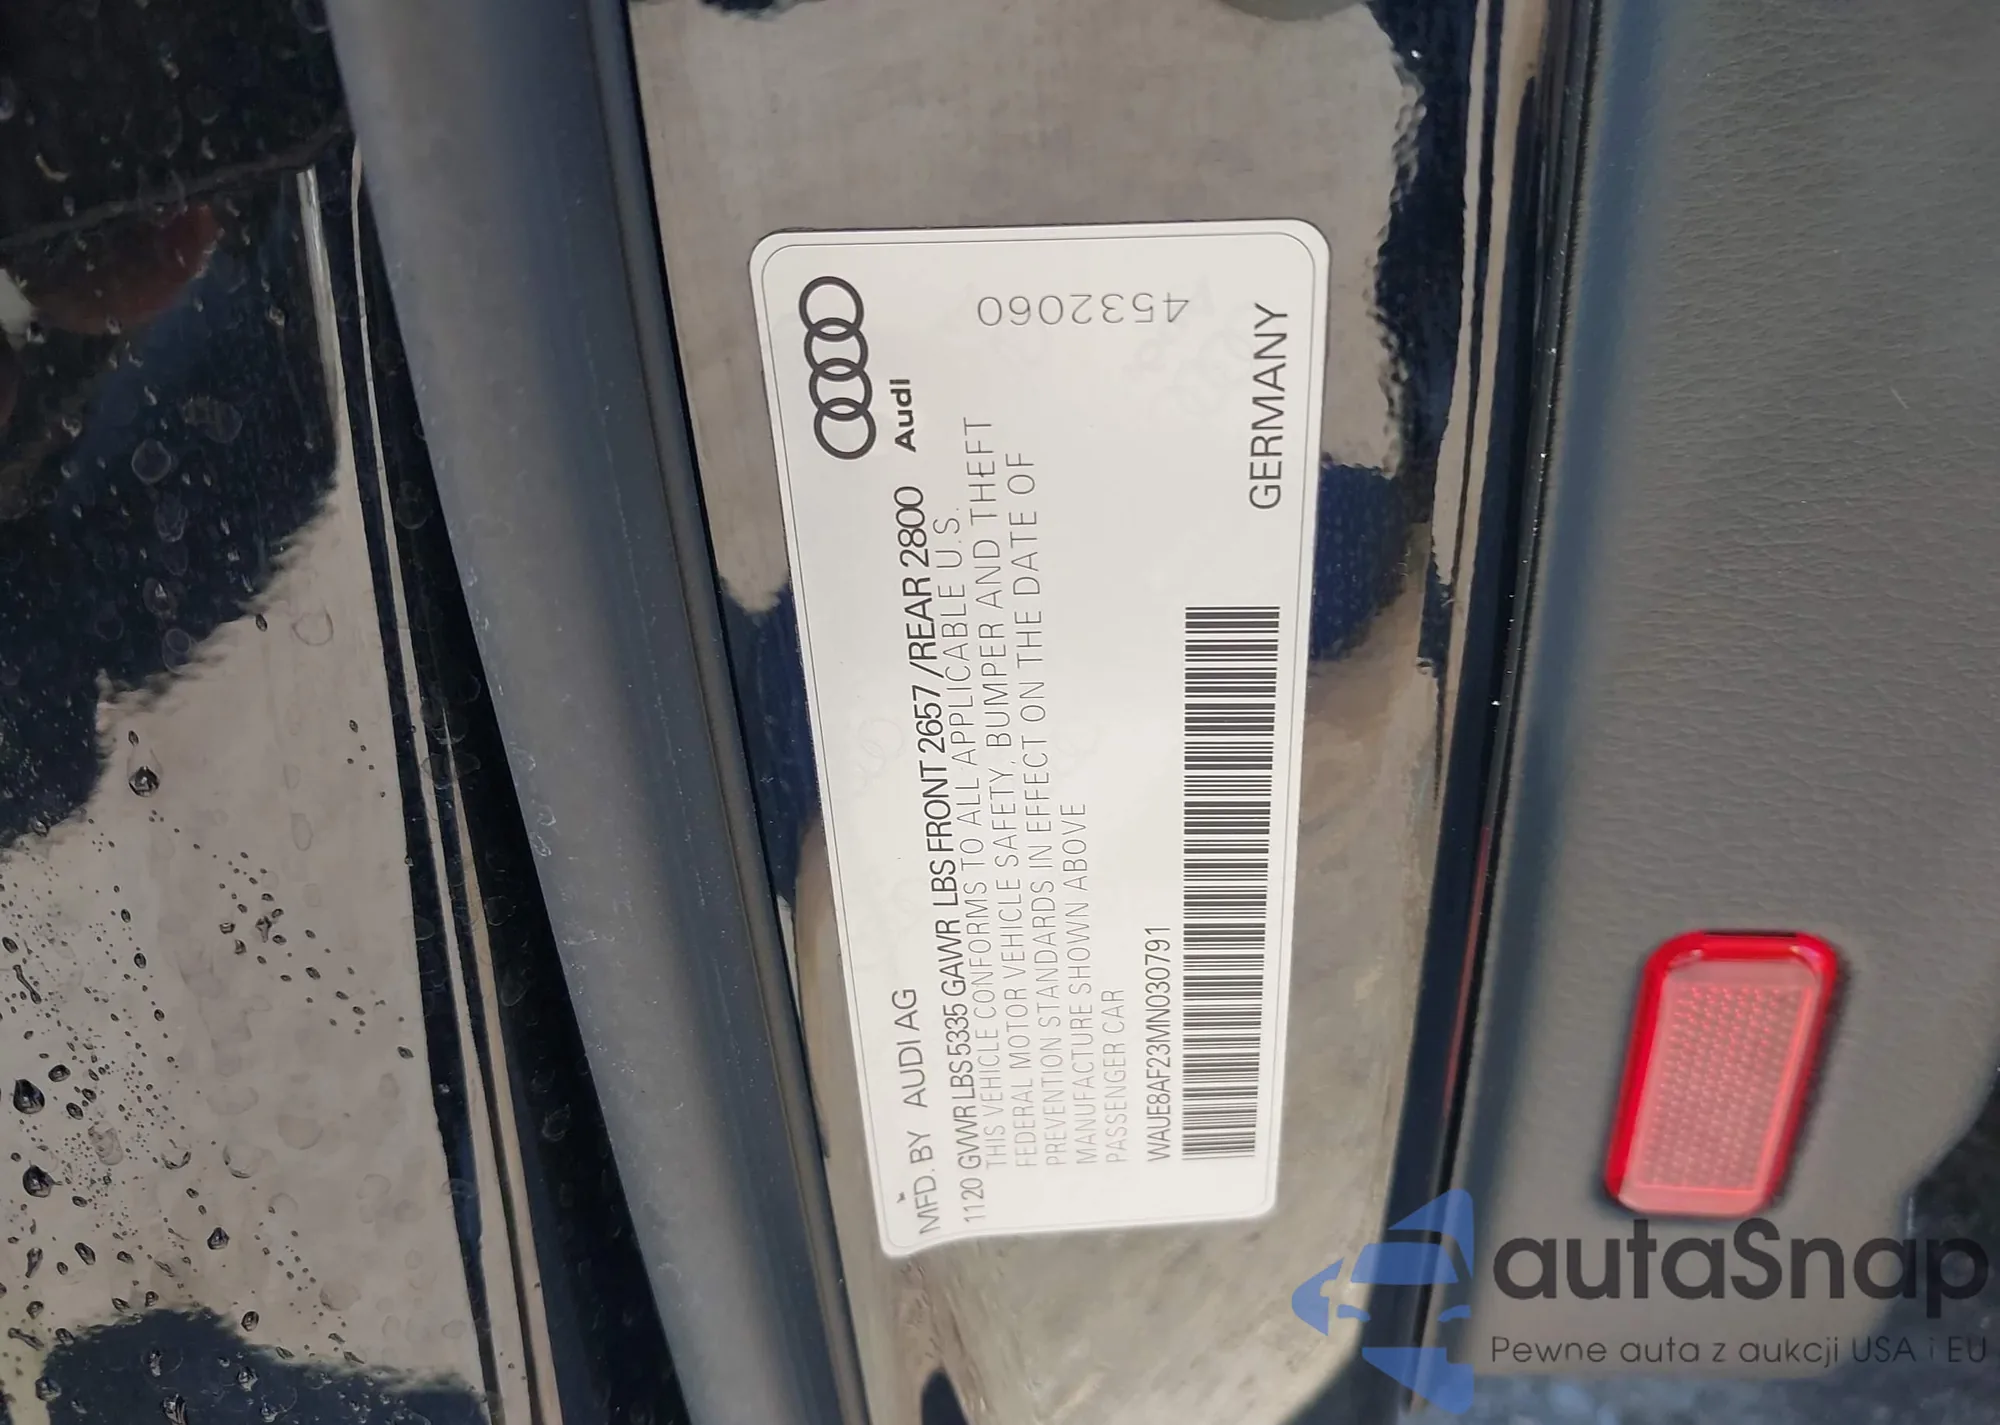 MFD. BY AUDI AG
1120 GVWR LBS 5335 GAWR LBS FRONT 2657 /REAR 2800
Audi
THIS VEHICLE CONFORMS TO ALL APPLICABLE U.S.
FEDERAL MOTOR VEHICLE SAFETY, BUMPER AND THEFT
PREVENTION STANDARDS IN EFFECT ON THE DATE OF
MANUFACTURE SHOWN ABOVE
PASSENGER CAR
4532060
WAUE8AF23MN030791
GERMANY
autaSnap
Pewne auta z aukcji USA i EU